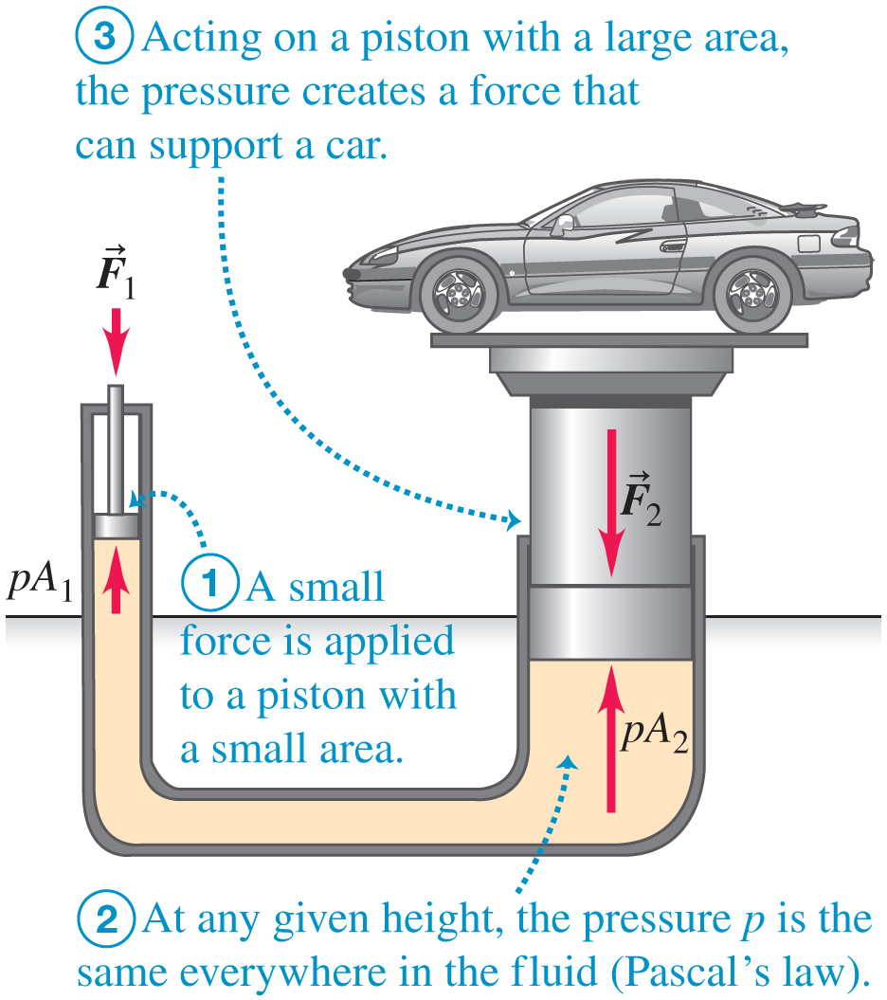 ③ Acting on a piston with a large area,
the pressure creates a force that
can support a car.
F⃗₁
F⃗₂
pA₁
① A small
force is applied
to a piston with
a small area.
pA₂
② At any given height, the pressure p is the
same everywhere in the fluid (Pascal’s law).